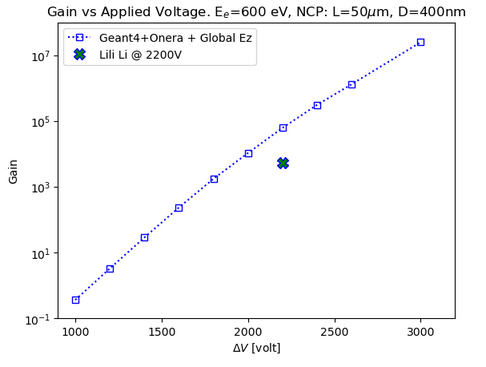 Gain vs Applied Voltage. Eₑ=600 eV, NCP: L=50μm, D=400nm
Geant4+Onera + Global Ez
Lili Li @ 2200V
10⁷
10⁵
10³
10¹
10⁻¹
Gain
1000 1500 2000 2500 3000
ΔV [volt]